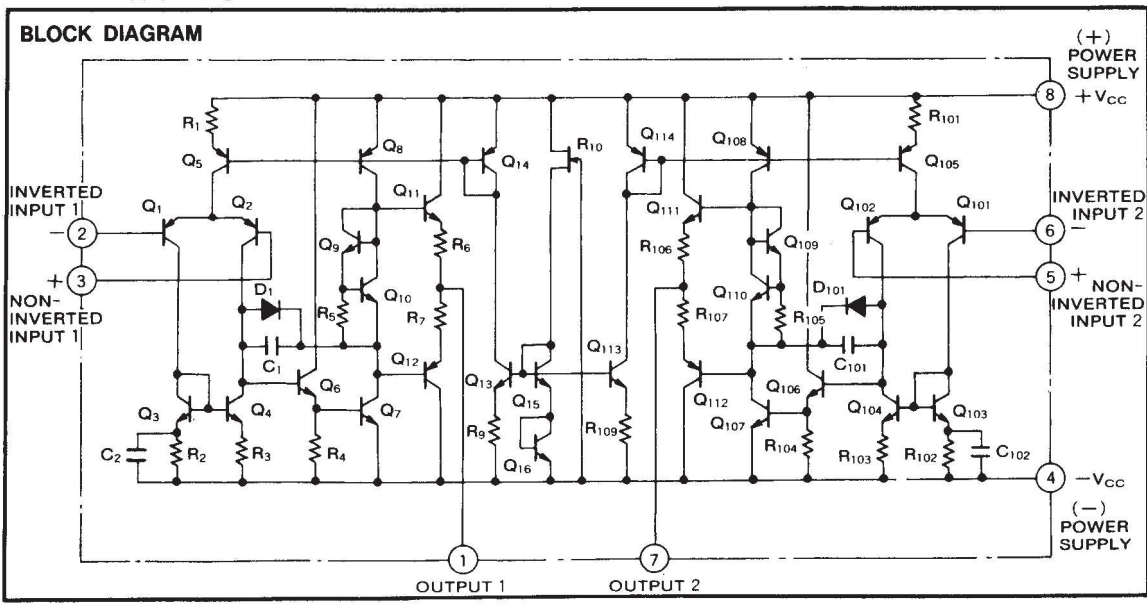 BLOCK DIAGRAM
(+)
POWER
SUPPLY
8 +VCC
R1
R101
Q5
Q8
Q14
R10
Q114
Q108
Q105
INVERTED
INPUT 1
- 2
Q1
Q2
Q11
Q111
Q102
Q101
INVERTED
INPUT 2
6 -
Q9
R6
R106
Q109
+ 3
NON-
INVERTED
INPUT 1
5 +
NON-
INVERTED
INPUT 2
D1
Q10
R5
R7
R107
Q110
R105
D101
C1
Q12
Q13
Q15
Q113
Q112
C101
Q3
Q4
Q6
Q7
Q106
Q107
Q104
Q103
C2
R2
R3
R4
R9
Q16
R109
R104
R103
R102
C102
4 -VCC
(-)
POWER
SUPPLY
1
OUTPUT 1
7
OUTPUT 2